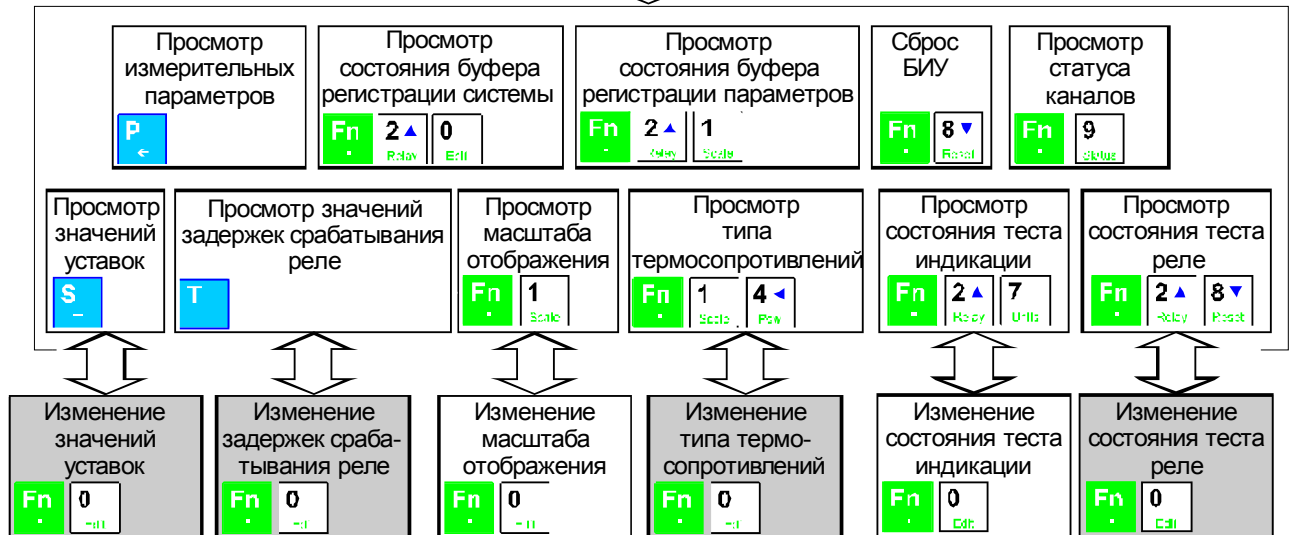 Просмотр
измерительных
параметров
P
Просмотр
состояния буфера
регистрации системы
Fn 2 0
Relay Edit
Просмотр
состояния буфера
регистрации параметров
Fn 2 1
Relay Scale
Сброс
БИУ
Fn 8
Reset
Просмотр
статуса
каналов
Fn 9
Status
Просмотр
значений
уставок
S
Просмотр значений
задержек срабатывания
реле
T
Просмотр
масштаба
отображения
Fn 1
Scale
Просмотр
типа
термосопротивлений
Fn 1 4
Scale Psw
Просмотр
состояния теста
индикации
Fn 2 7
Relay Units
Просмотр
состояния теста
реле
Fn 2 8
Relay Reset
Изменение
значений
уставок
Fn 0
Изменение
задержек сраба-
тывания реле
Fn 0
Изменение
масштаба
отображения
Fn 0
Изменение
типа термо-
сопротивлений
Fn 0
Изменение
состояния теста
индикации
Fn 0
Edit
Изменение
состояния теста
реле
Fn 0
Edit